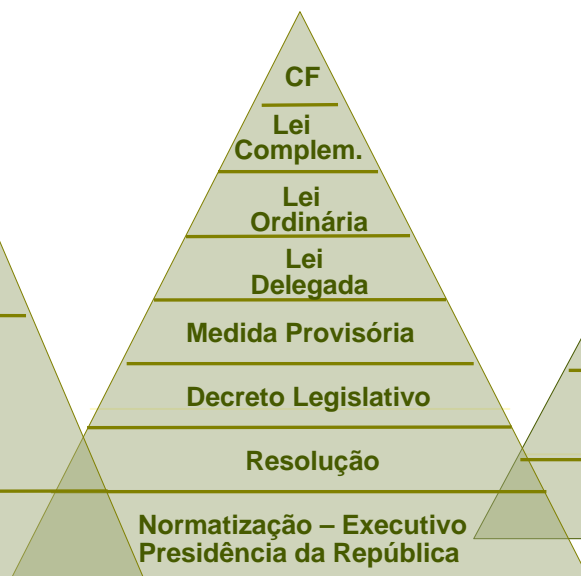 CF
Lei
Complem.
Lei
Ordinária
Lei
Delegada
Medida Provisória
Decreto Legislativo
Resolução
Normatização – Executivo
Presidência da República